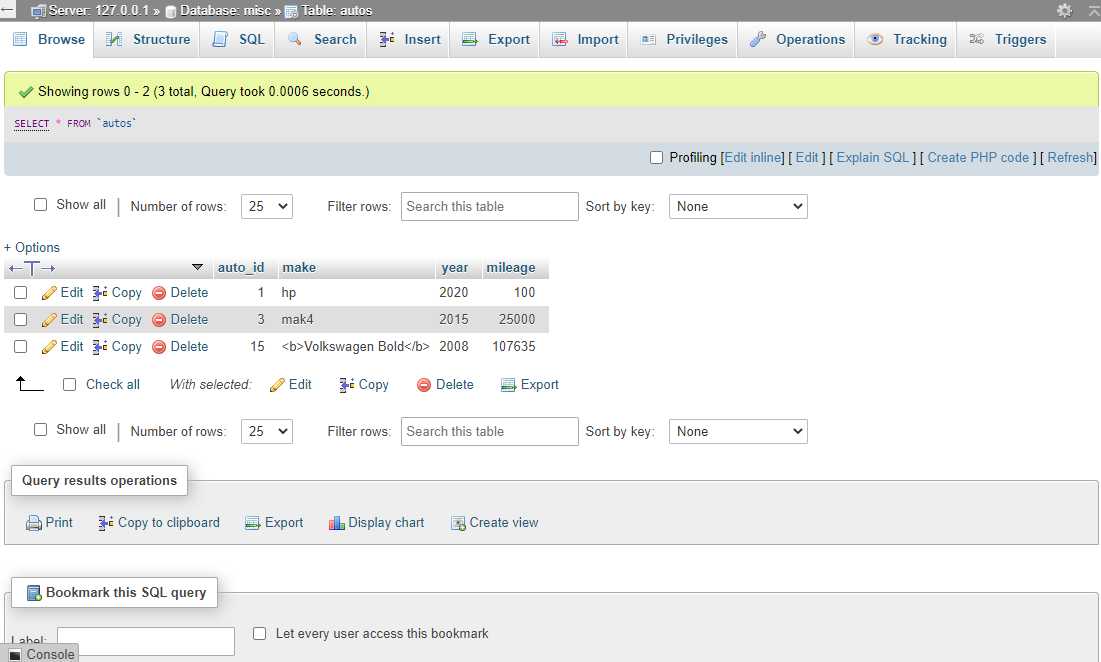 Server: 127.0.0.1 » Database: misc » Table: autos
Browse Structure SQL Search Insert Export Import Privileges Operations Tracking Triggers
Showing rows 0 - 2 (3 total, Query took 0.0006 seconds.)
SELECT * FROM `autos`
Profiling [Edit inline] [ Edit ] [ Explain SQL ] [ Create PHP code ] [ Refresh]
Show all | Number of rows: 25 Filter rows: Search this table Sort by key: None
+ Options
←T→ auto_id make year mileage
Edit Copy Delete 1 hp 2020 100
Edit Copy Delete 3 mak4 2015 25000
Edit Copy Delete 15 <b>Volkswagen Bold</b> 2008 107635
Check all With selected: Edit Copy Delete Export
Show all | Number of rows: 25 Filter rows: Search this table Sort by key: None
Query results operations
Print Copy to clipboard Export Display chart Create view
Bookmark this SQL query
Label: Let every user access this bookmark
Console